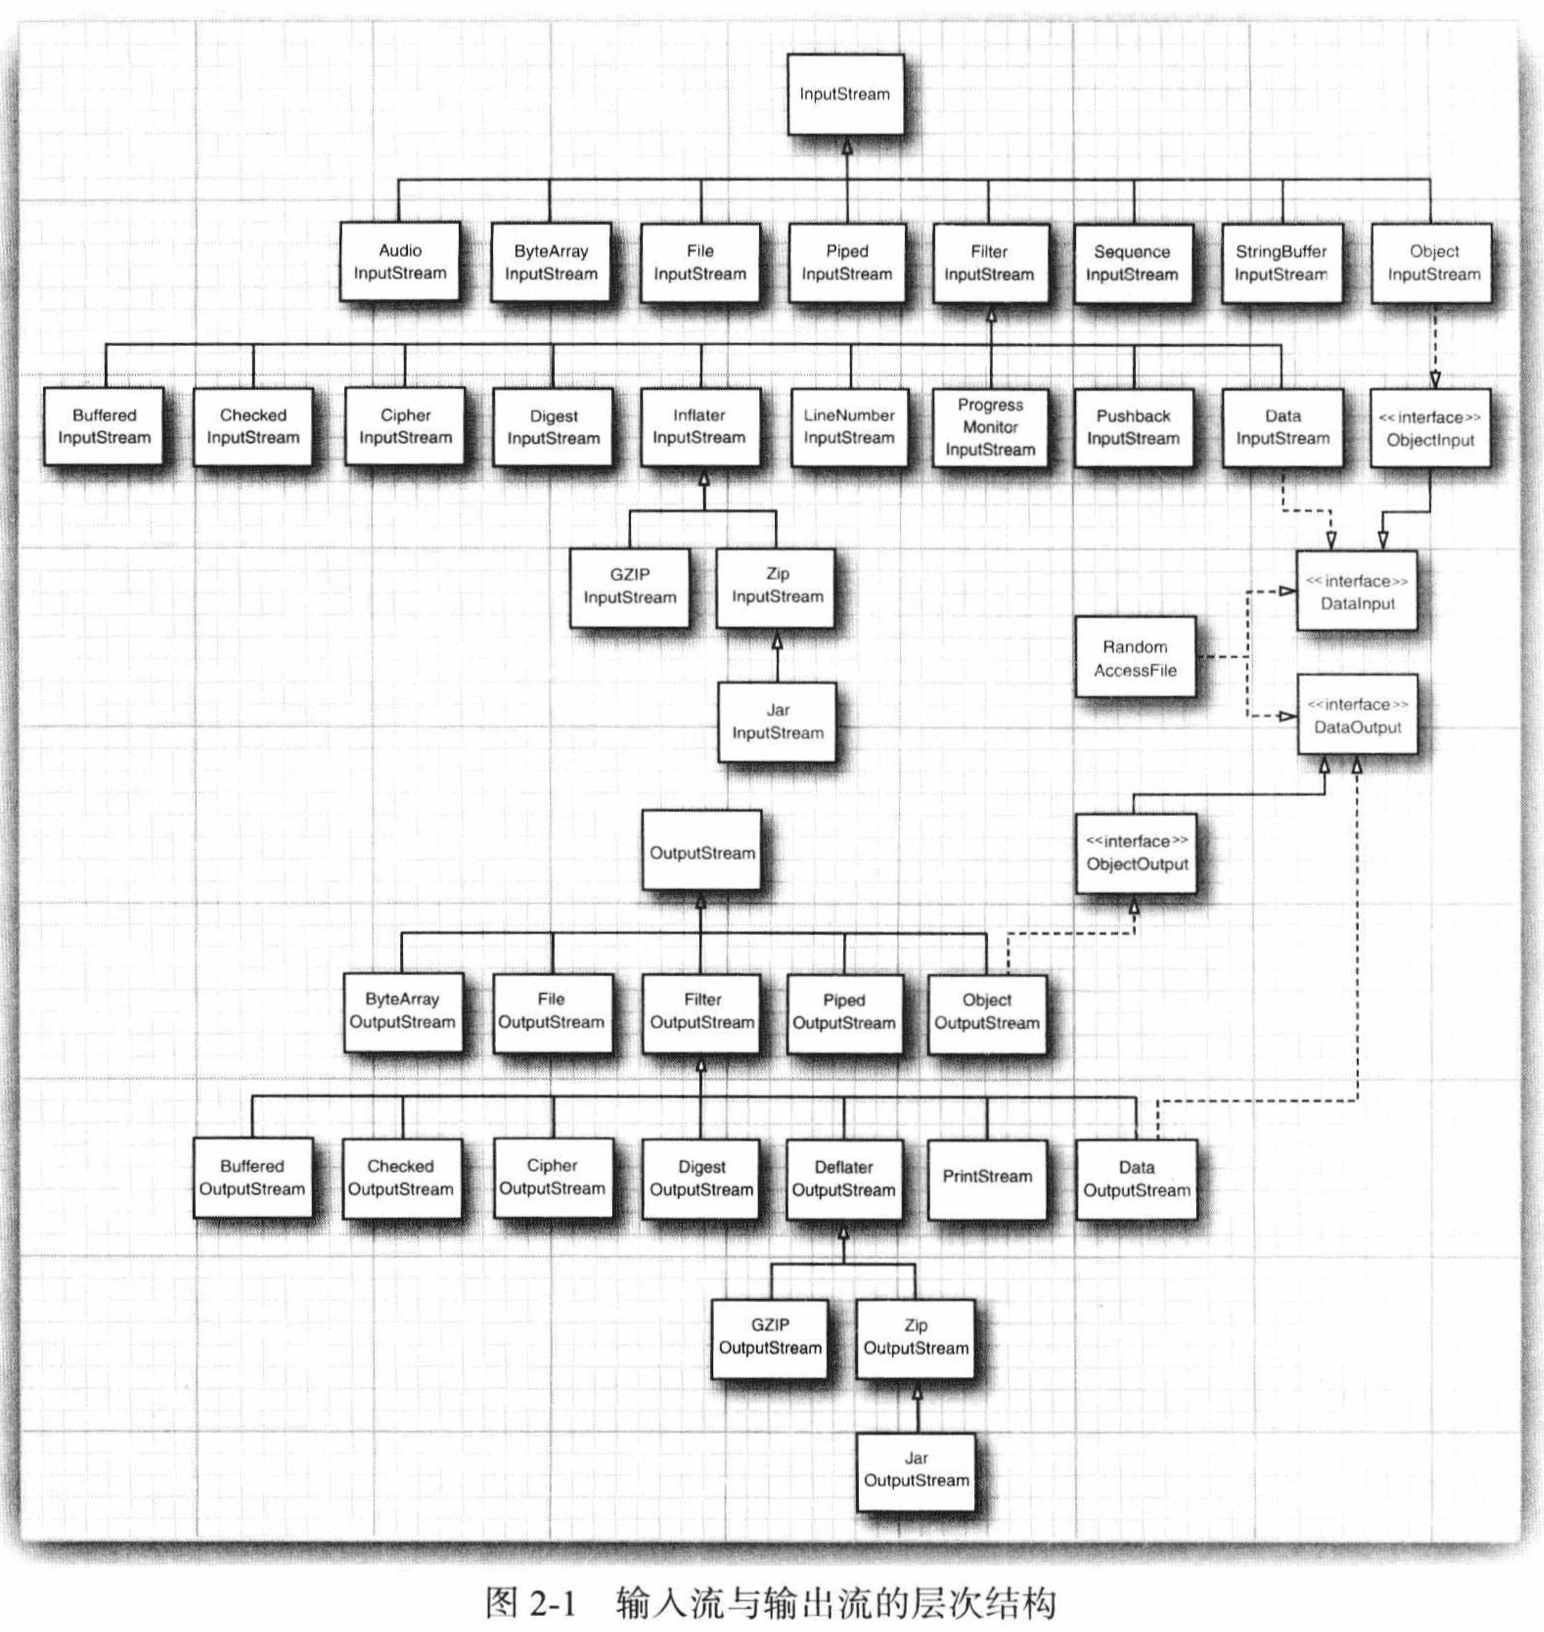 InputStream
Audio
InputStream
ByteArray
InputStream
File
InputStream
Piped
InputStream
Filter
InputStream
Sequence
InputStream
StringBuffer
InputStream
Object
InputStream
Buffered
InputStream
Checked
InputStream
Cipher
InputStream
Digest
InputStream
Inflater
InputStream
LineNumber
InputStream
Progress
Monitor
InputStream
Pushback
InputStream
Data
InputStream
<<interface>>
ObjectInput
GZIP
InputStream
Zip
InputStream
<<interface>>
DataInput
Random
AccessFile
Jar
InputStream
<<interface>>
DataOutput
OutputStream
<<interface>>
ObjectOutput
ByteArray
OutputStream
File
OutputStream
Filter
OutputStream
Piped
OutputStream
Object
OutputStream
Buffered
OutputStream
Checked
OutputStream
Cipher
OutputStream
Digest
OutputStream
Deflater
OutputStream
PrintStream
Data
OutputStream
GZIP
OutputStream
Zip
OutputStream
Jar
OutputStream
图 2-1 输入流与输出流的层次结构